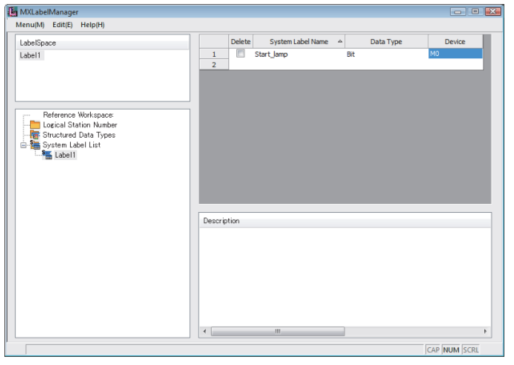 MXLabelManager
Menu(M) Edit(E) Help(H)
LabelSpace
Label1
Reference Workspace:
Logical Station Number
Structured Data Types
System Label List
Label1
Delete System Label Name Data Type Device
1 Start_lamp Bit M0
2
Description
CAP NUM SCRL